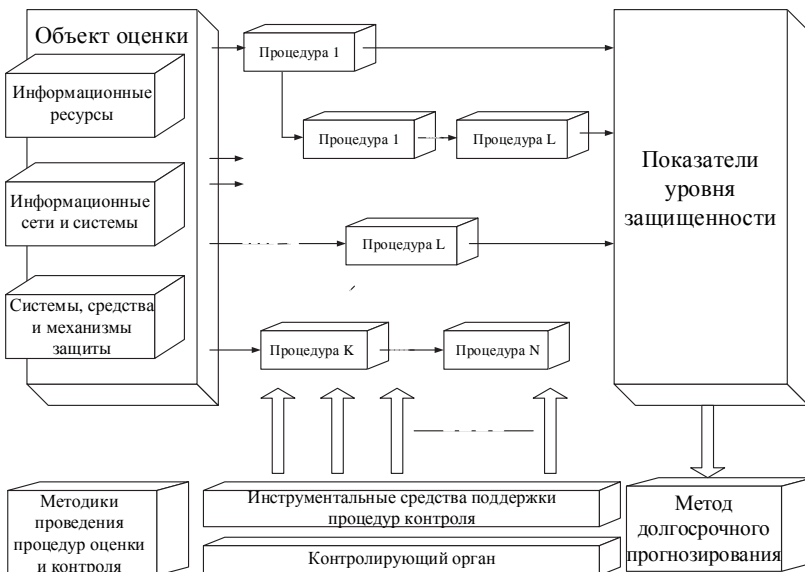 Объект оценки
Информационные
ресурсы
Информационные
сети и системы
Системы, средства
и механизмы
защиты
Процедура 1
Процедура 1
Процедура L
Процедура L
Процедура K
Процедура N
Показатели
уровня
защищенности
Методики
проведения
процедур оценки
и контроля
Инструментальные средства поддержки
процедур контроля
Контролирующий орган
Метод
долгосрочного
прогнозирования